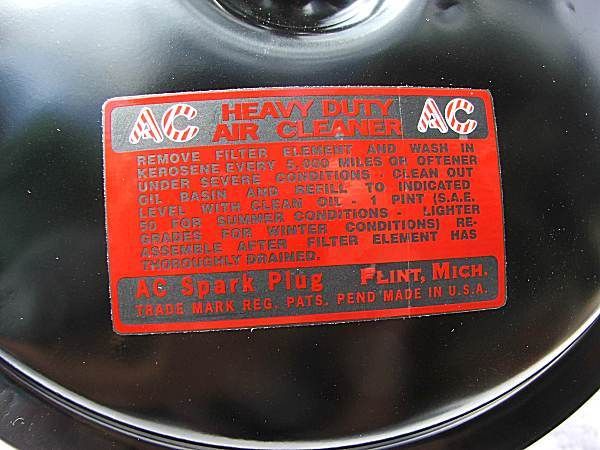 AC HEAVY DUTY AC
AIR CLEANER
REMOVE FILTER ELEMENT AND WASH IN
KEROSENE EVERY 5,000 MILES OR OFTENER
UNDER SEVERE CONDITIONS - CLEAN OUT
OIL BASIN AND REFILL TO INDICATED
LEVEL WITH CLEAN OIL - 1 PINT (S.A.E.
50 FOR SUMMER CONDITIONS - LIGHTER
GRADES FOR WINTER CONDITIONS) RE-
ASSEMBLE AFTER FILTER ELEMENT HAS
THOROUGHLY DRAINED.
AC Spark Plug FLINT, MICH.
TRADE MARK REG. PATS. PEND MADE IN U.S.A.